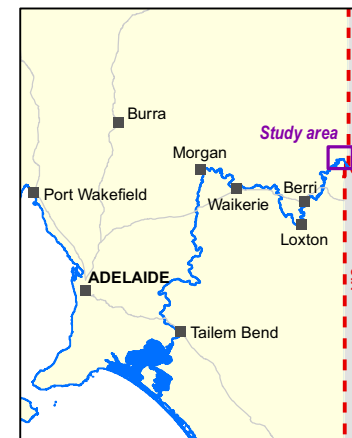 Burra
Study area
Morgan
Port Wakefield
Waikerie
Berri
Loxton
ADELAIDE
Tailem Bend